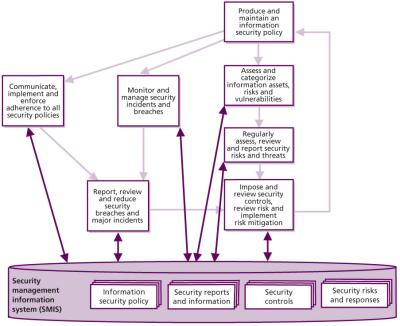 Produce and
maintain an
information
security policy
Communicate,
implement and
enforce
adherence to all
security policies
Monitor and
manage security
incidents and
breaches
Assess and
categorize
information assets,
risks and
vulnerabilities
Regularly
assess, review
and report security
risks and threats
Report, review
and reduce
security
breaches and
major incidents
Impose and
review security
controls,
review risk and
implement
risk mitigation
Security
management
information
system (SMIS)
Information
security policy
Security reports
and information
Security
controls
Security risks
and responses